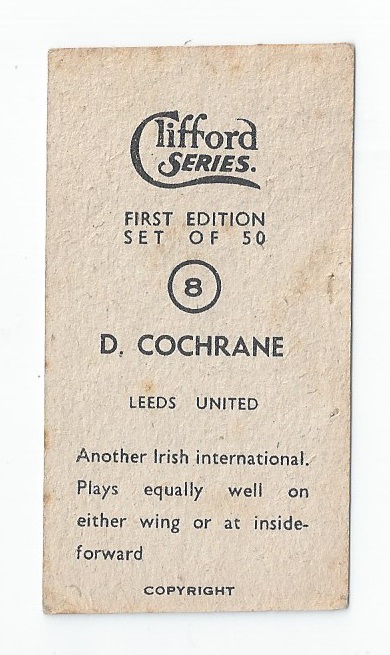 Clifford
SERIES.
FIRST EDITION
SET OF 50
8
D. COCHRANE
LEEDS UNITED
Another Irish international.
Plays equally well on
either wing or at inside-
forward
COPYRIGHT